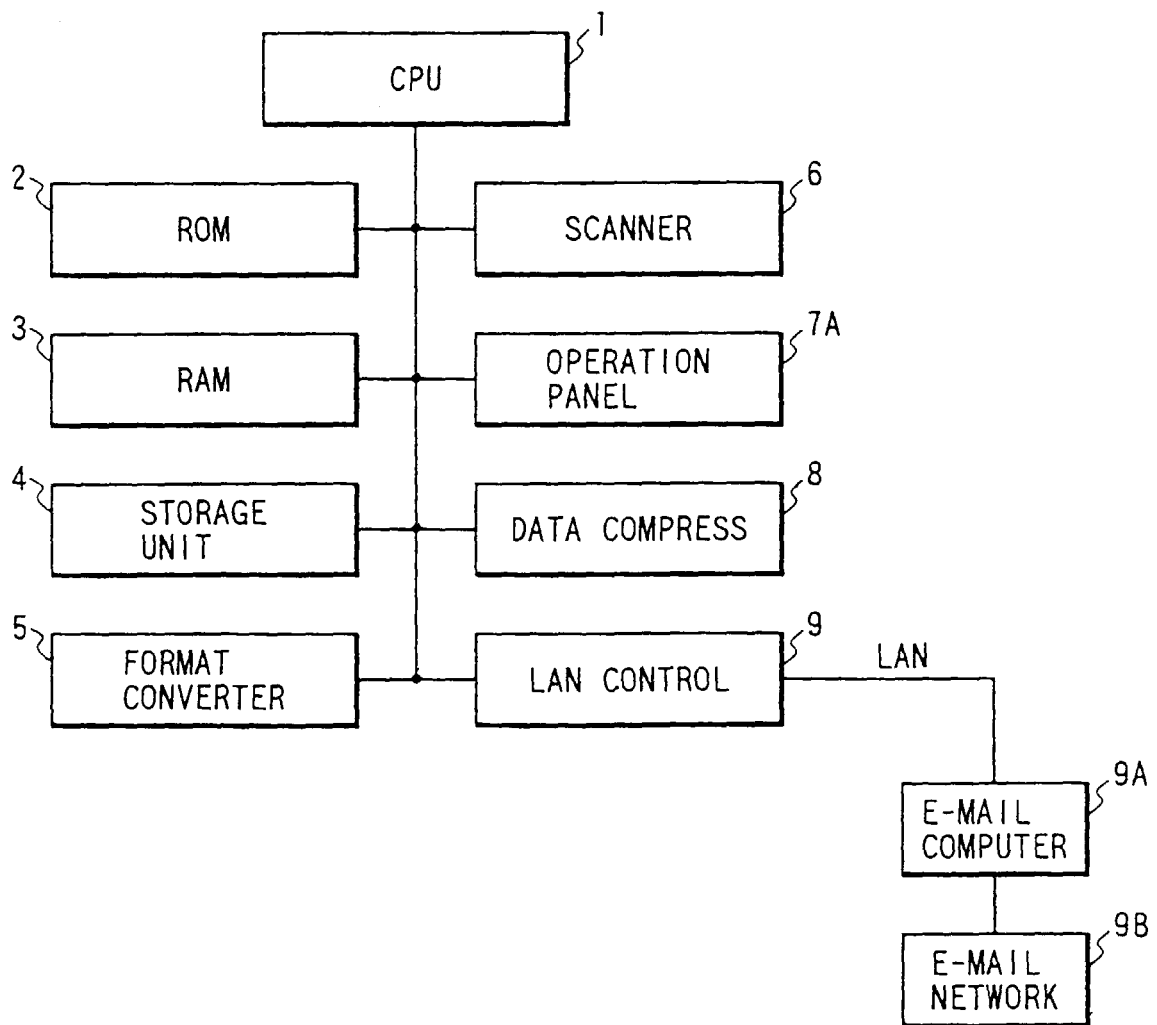 1
CPU
2
ROM
6
SCANNER
3
RAM
7A
OPERATION
PANEL
4
STORAGE
UNIT
8
DATA COMPRESS
5
FORMAT
CONVERTER
9
LAN CONTROL
LAN
9A
E-MAIL
COMPUTER
9B
E-MAIL
NETWORK